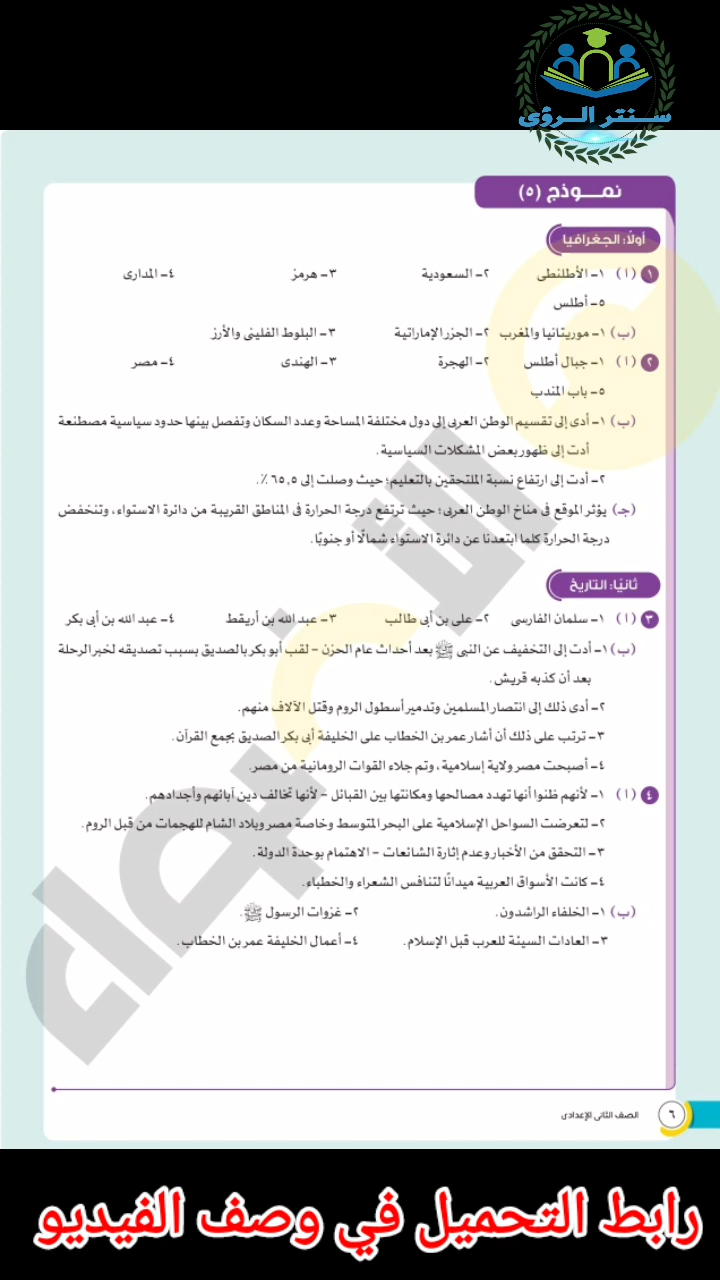 سنتر الرؤى
نمـــوذج (٥)
أولًا: الجغرافيا
١ (١) ١- الأطلنطى ٢- السعودية ٣- هرمز ٤- المدارى
٥- أطلس
(ب) ١- موريتانيا والمغرب ٢- الجزر الإماراتية ٣- البلوط الفلينى والأرز
٢ (١) ١- جبال أطلس ٢- الهجرة ٣- الهندى ٤- مصر
٥- باب المندب
(ب) ١- أدى إلى تقسيم الوطن العربى إلى دول مختلفة المساحة وعدد السكان وتفصل بينها حدود سياسية مصطنعة
أدت إلى ظهور بعض المشكلات السياسية.
٢- أدت إلى ارتفاع نسبة الملتحقين بالتعليم؛ حيث وصلت إلى ٦٥,٥ ٪.
(جـ) يؤثر الموقع فى مناخ الوطن العربى؛ حيث ترتفع درجة الحرارة فى المناطق القريبة من دائرة الاستواء، وتنخفض
درجة الحرارة كلما ابتعدنا عن دائرة الاستواء شمالًا أو جنوبًا.
ثانيًا: التاريخ
٣ (١) ١- سلمان الفارسى ٢- على بن أبى طالب ٣- عبد الله بن أريقط ٤- عبد الله بن أبى بكر
(ب) ١- أدت إلى التخفيف عن النبى ﷺ بعد أحداث عام الحزن - لقب أبو بكر بالصديق بسبب تصديقه لخبر الرحلة
بعد أن كذبه قريش.
٢- أدى ذلك إلى انتصار المسلمين وتدمير أسطول الروم وقتل الآلاف منهم.
٣- ترتب على ذلك أن أشار عمر بن الخطاب على الخليفة أبى بكر الصديق بجمع القرآن.
٤- أصبحت مصر ولاية إسلامية، وتم جلاء القوات الرومانية من مصر.
٤ (١) ١- لأنهم ظنوا أنها تهدد مصالحها ومكانتها بين القبائل - لأنها تخالف دين آبائهم وأجدادهم.
٢- لتعرضت السواحل الإسلامية على البحر المتوسط وخاصة مصر وبلاد الشام للهجمات من قبل الروم.
٣- التحقق من الأخبار وعدم إثارة الشائعات - الاهتمام بوحدة الدولة.
٤- كانت الأسواق العربية ميدانًا لتنافس الشعراء والخطباء.
(ب) ١- الخلفاء الراشدون. ٢- غزوات الرسول ﷺ.
٣- العادات السيئة للعرب قبل الإسلام. ٤- أعمال الخليفة عمر بن الخطاب.
٦ الصف الثانى الإعدادى
رابط التحميل في وصف الفيديو